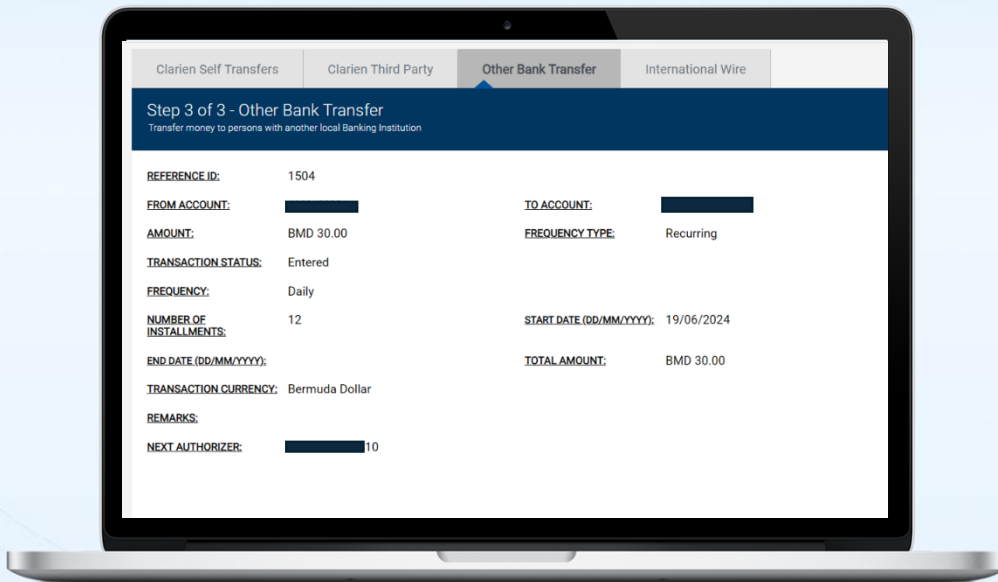 Clarien Self Transfers Clarien Third Party Other Bank Transfer International Wire
Step 3 of 3 - Other Bank Transfer
Transfer money to persons with another local Banking Institution
REFERENCE ID: 1504
FROM ACCOUNT: TO ACCOUNT:
AMOUNT: BMD 30.00 FREQUENCY TYPE: Recurring
TRANSACTION STATUS: Entered
FREQUENCY: Daily
NUMBER OF
INSTALLMENTS: 12 START DATE (DD/MM/YYYY): 19/06/2024
END DATE (DD/MM/YYYY): TOTAL AMOUNT: BMD 30.00
TRANSACTION CURRENCY: Bermuda Dollar
REMARKS:
NEXT AUTHORIZER: 10